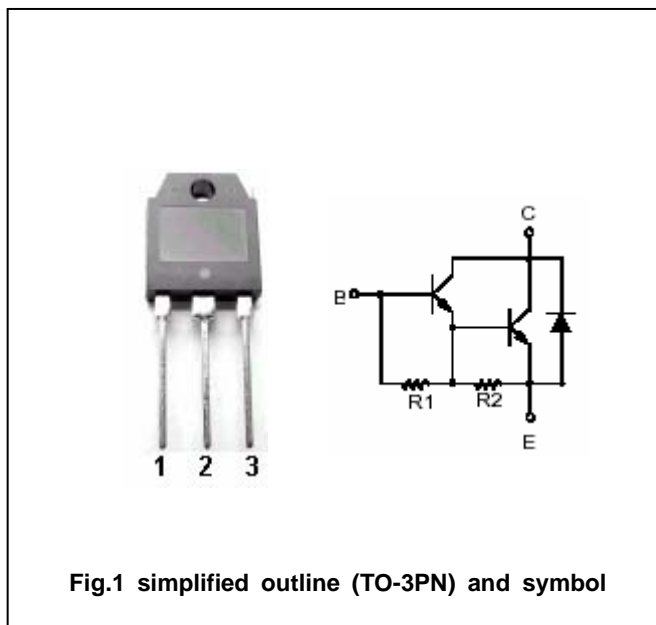 C
B
R1 R2
E
1 2 3
Fig.1 simplified outline (TO-3PN) and symbol